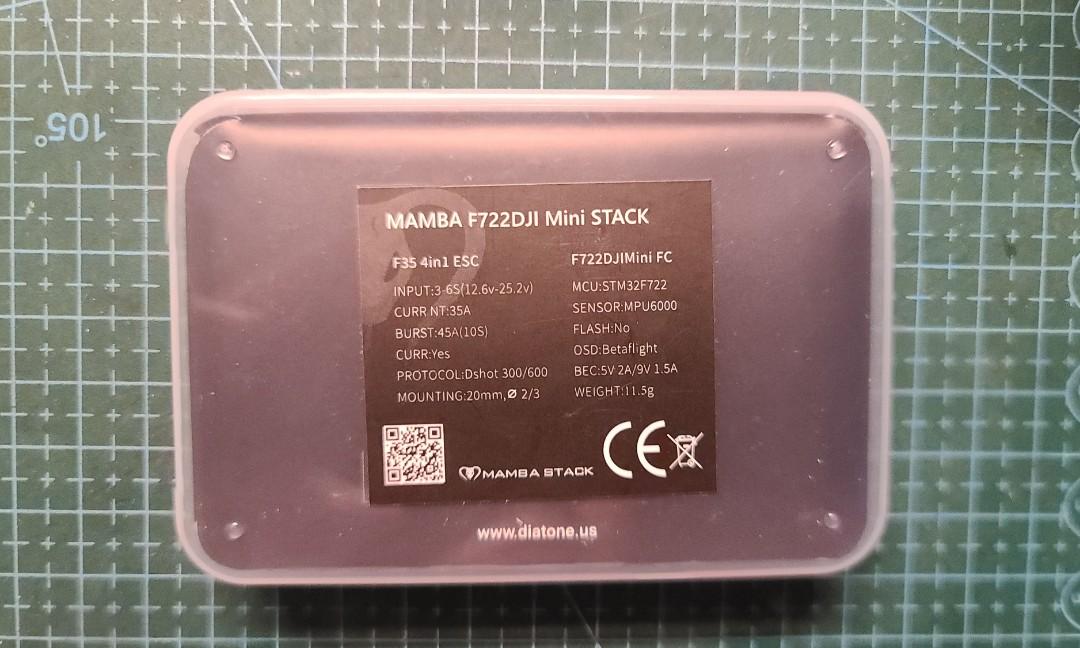 105°
MAMBA F722DJI Mini STACK
F35 4in1 ESC
INPUT:3-6S(12.6v-25.2v)
CURR NT:35A
BURST:45A(10S)
CURR:Yes
PROTOCOL:Dshot 300/600
MOUNTING:20mm,Ø 2/3
F722DJIMini FC
MCU:STM32F722
SENSOR:MPU6000
FLASH:No
OSD:Betaflight
BEC:5V 2A/9V 1.5A
WEIGHT:11.5g
MAMBA STACK
CE
www.diatone.us